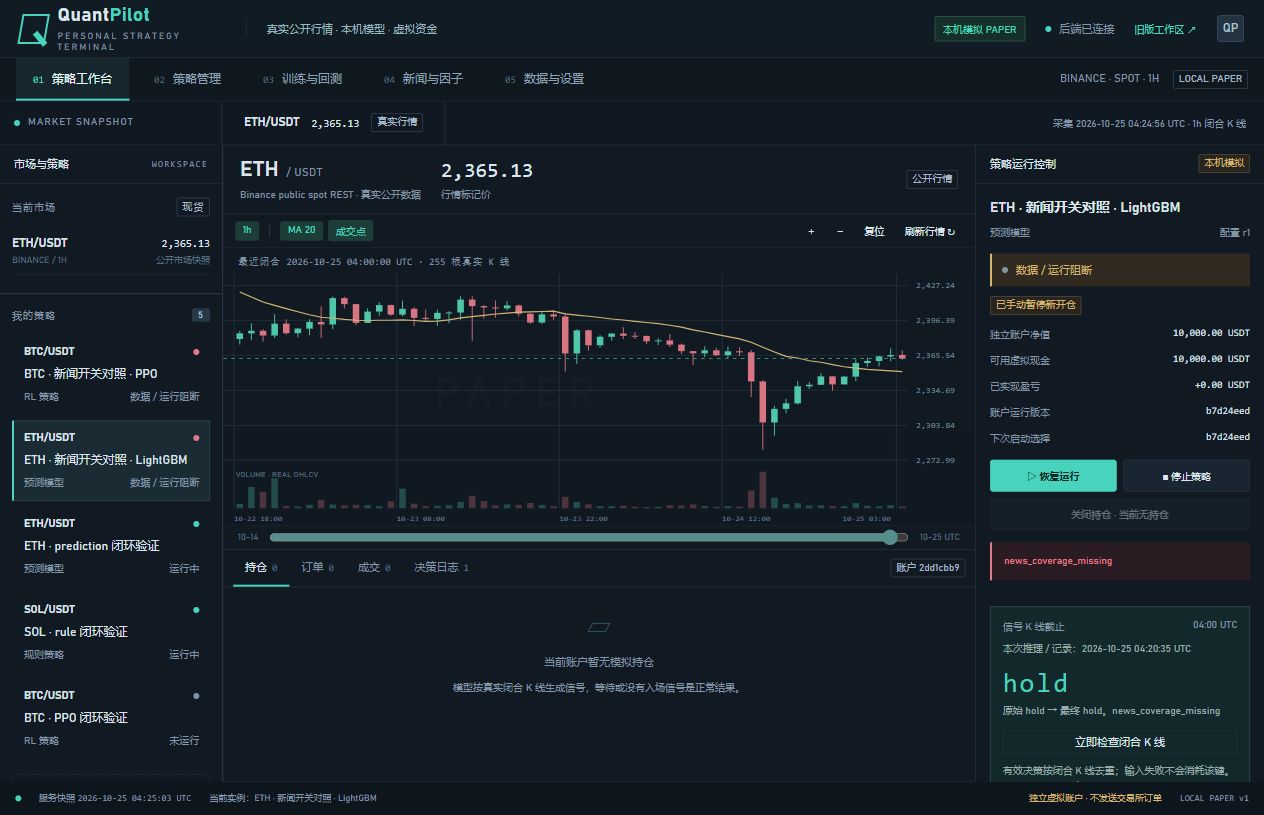 QuantPilot
PERSONAL STRATEGY
TERMINAL
真实公开行情 · 本机模型 · 虚拟资金
本机模拟 PAPER
后端已连接
旧版工作区 ↗
QP
01 策略工作台
02 策略管理
03 训练与回测
04 新闻与因子
05 数据与设置
BINANCE · SPOT · 1H
LOCAL PAPER
MARKET SNAPSHOT
ETH/USDT 2,365.13 真实行情
采集 2026-10-25 04:24:56 UTC · 1h 闭合 K 线
市场与策略 WORKSPACE
当前市场 现货
ETH/USDT 2,365.13
BINANCE / 1H 公开市场快照
我的策略 5
BTC/USDT
BTC · 新闻开关对照 · PPO
RL 策略 数据 / 运行阻断
ETH/USDT
ETH · 新闻开关对照 · LightGBM
预测模型 数据 / 运行阻断
ETH/USDT
ETH · prediction 闭环验证
预测模型 运行中
SOL/USDT
SOL · rule 闭环验证
规则策略 运行中
BTC/USDT
BTC · PPO 闭环验证
RL 策略 未运行
ETH / USDT 2,365.13
Binance public spot REST · 真实公开数据 行情标记价
公开行情
1h MA 20 成交点
+ − 复位 刷新行情 ↻
最近闭合 2026-10-25 04:00:00 UTC · 255 根真实 K 线
2,427.24
2,396.39
2,365.54
2,334.69
2,303.84
2,272.99
PAPER
VOLUME · REAL OHLCV
10-22 18:00 10-23 08:00 10-23 22:00 10-24 12:00 10-25 03:00
10-14 10-25 UTC
持仓 0 订单 0 成交 0 决策日志 1
账户 2dd1cbb9
当前账户暂无模拟持仓
模型按真实闭合 K 线生成信号，等待或没有入场信号是正常结果。
策略运行控制 本机模拟
ETH · 新闻开关对照 · LightGBM
预测模型 配置 r1
数据 / 运行阻断
已手动暂停新开仓
独立账户净值 10,000.00 USDT
可用虚拟现金 10,000.00 USDT
已实现盈亏 +0.00 USDT
账户运行版本 b7d24eed
下次启动选择 b7d24eed
▷ 恢复运行 ■ 停止策略
关闭持仓 · 当前无持仓
news_coverage_missing
信号 K 线截止 04:00 UTC
本次推理 / 记录：2026-10-25 04:20:35 UTC
hold
原始 hold → 最终 hold，news_coverage_missing
立即检查闭合 K 线
有效决策按闭合 K 线去重；输入失败不会消耗该键。
服务快照 2026-10-25 04:25:03 UTC
当前实例：ETH · 新闻开关对照 · LightGBM
独立虚拟账户 · 不发送交易所订单
LOCAL PAPER v1